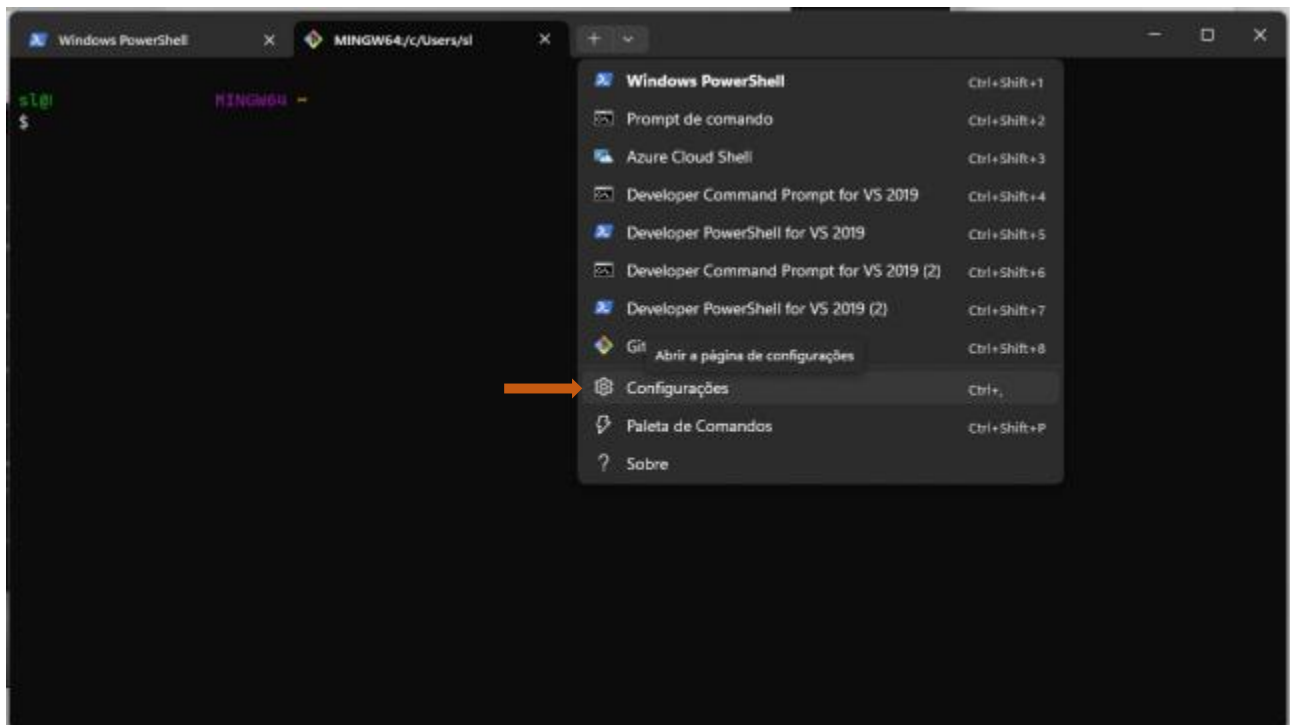 Windows PowerShell
MINGW64:/c/Users/sl
sl@ MINGW64 ~
$
Windows PowerShell Ctrl+Shift+1
Prompt de comando Ctrl+Shift+2
Azure Cloud Shell Ctrl+Shift+3
Developer Command Prompt for VS 2019 Ctrl+Shift+4
Developer PowerShell for VS 2019 Ctrl+Shift+5
Developer Command Prompt for VS 2019 (2) Ctrl+Shift+6
Developer PowerShell for VS 2019 (2) Ctrl+Shift+7
Git Ctrl+Shift+8
Abrir a página de configurações
Configurações Ctrl+,
Paleta de Comandos Ctrl+Shift+P
Sobre